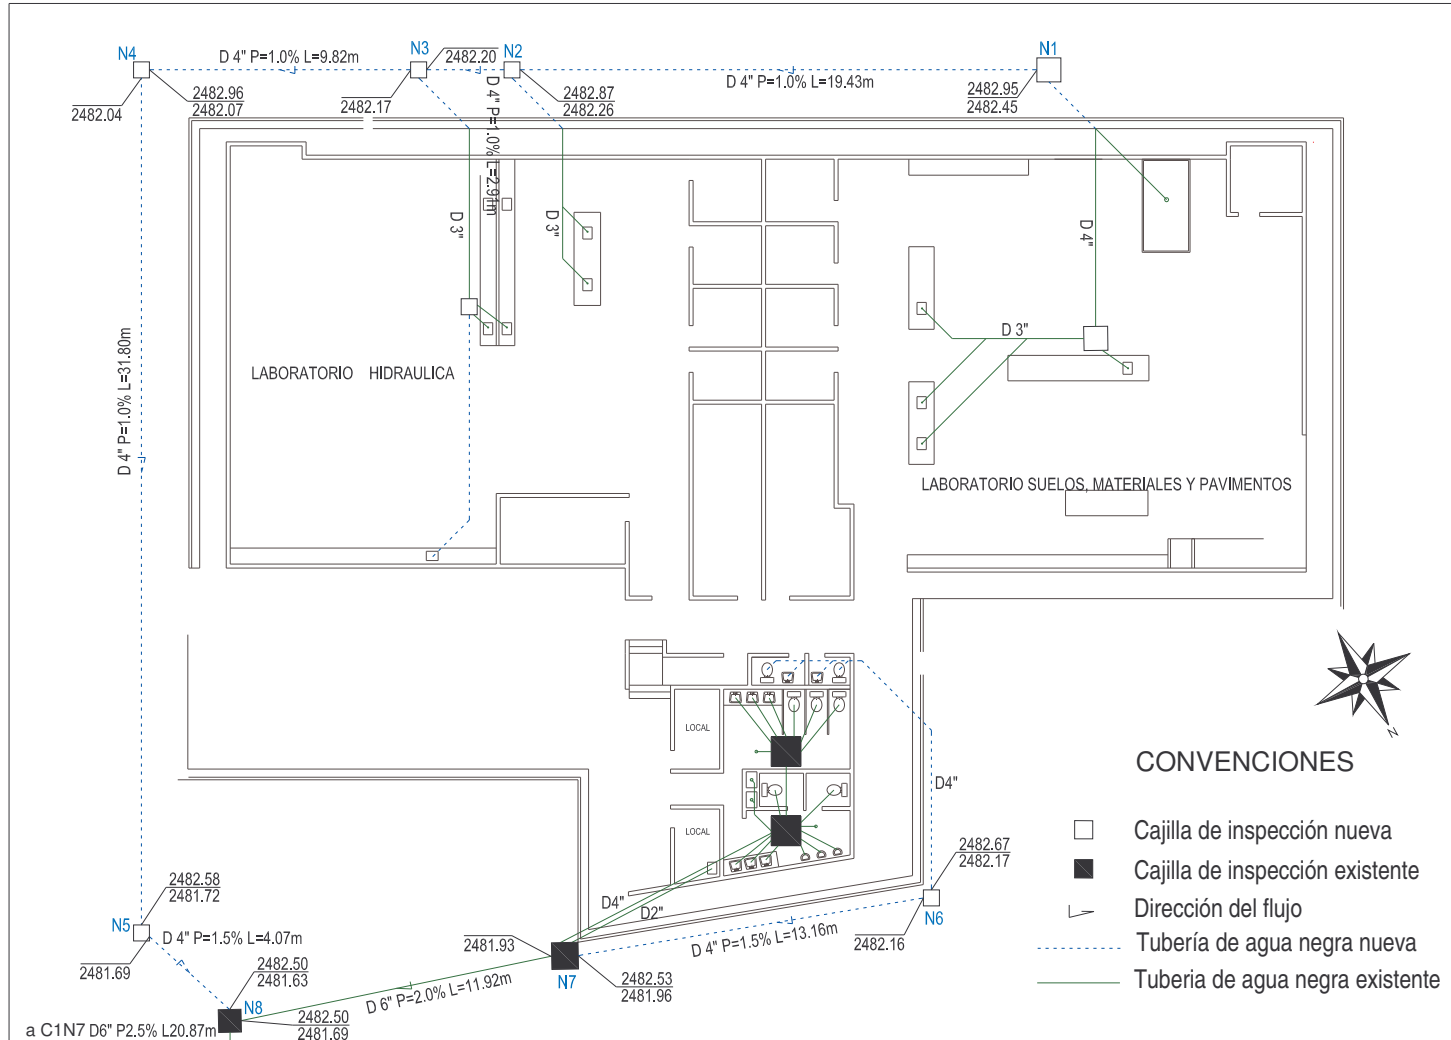 N4
D 4" P=1.0% L=9.82m
N3
2482.20
N2
N1
D 4" P=1.0% L=19.43m
2482.04
2482.96
2482.07
2482.17
D 4" P=1.0% L=2.91m
2482.87
2482.26
2482.95
2482.45
D 3"
D 3"
D 4"
D 3"
LABORATORIO HIDRAULICA
D 4" P=1.0% L=31.80m
LABORATORIO SUELOS, MATERIALES Y PAVIMENTOS
LOCAL
LOCAL
D4"
N
CONVENCIONES
Cajilla de inspección nueva
Cajilla de inspección existente
Dirección del flujo
Tubería de agua negra nueva
Tuberia de agua negra existente
2482.67
2482.17
N6
2482.16
D4"
D2"
D 4" P=1.5% L=13.16m
2481.93
N7
2482.53
2481.96
D 6" P=2.0% L=11.92m
2482.58
2481.72
N5
D 4" P=1.5% L=4.07m
2481.69
2482.50
2481.63
N8
2482.50
2481.69
a C1N7 D6" P2.5% L20.87m